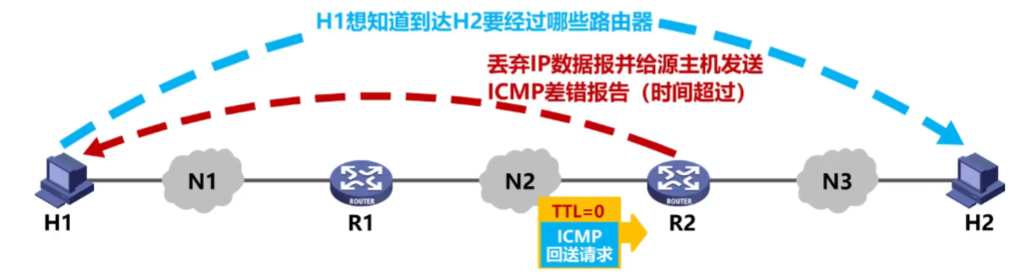 H1想知道到达H2要经过哪些路由器
丢弃IP数据报并给源主机发送
ICMP差错报告（时间超过）
N1
N2
N3
ROUTER
ROUTER
H1
R1
R2
H2
TTL=0
ICMP
回送请求